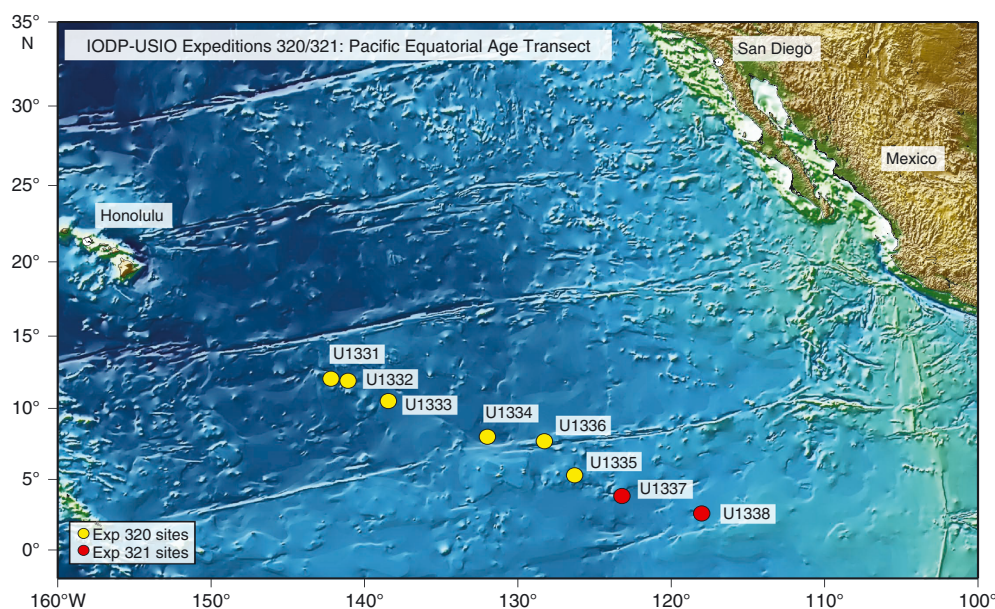 35°
N
IODP-USIO Expeditions 320/321: Pacific Equatorial Age Transect
San Diego
30°
Mexico
25°
Honolulu
20°
15°
U1331
U1332
U1333
10°
U1334
U1336
U1335
5°
U1337
U1338
Exp 320 sites
Exp 321 sites
0°
160°W
150°
140°
130°
120°
110°
100°